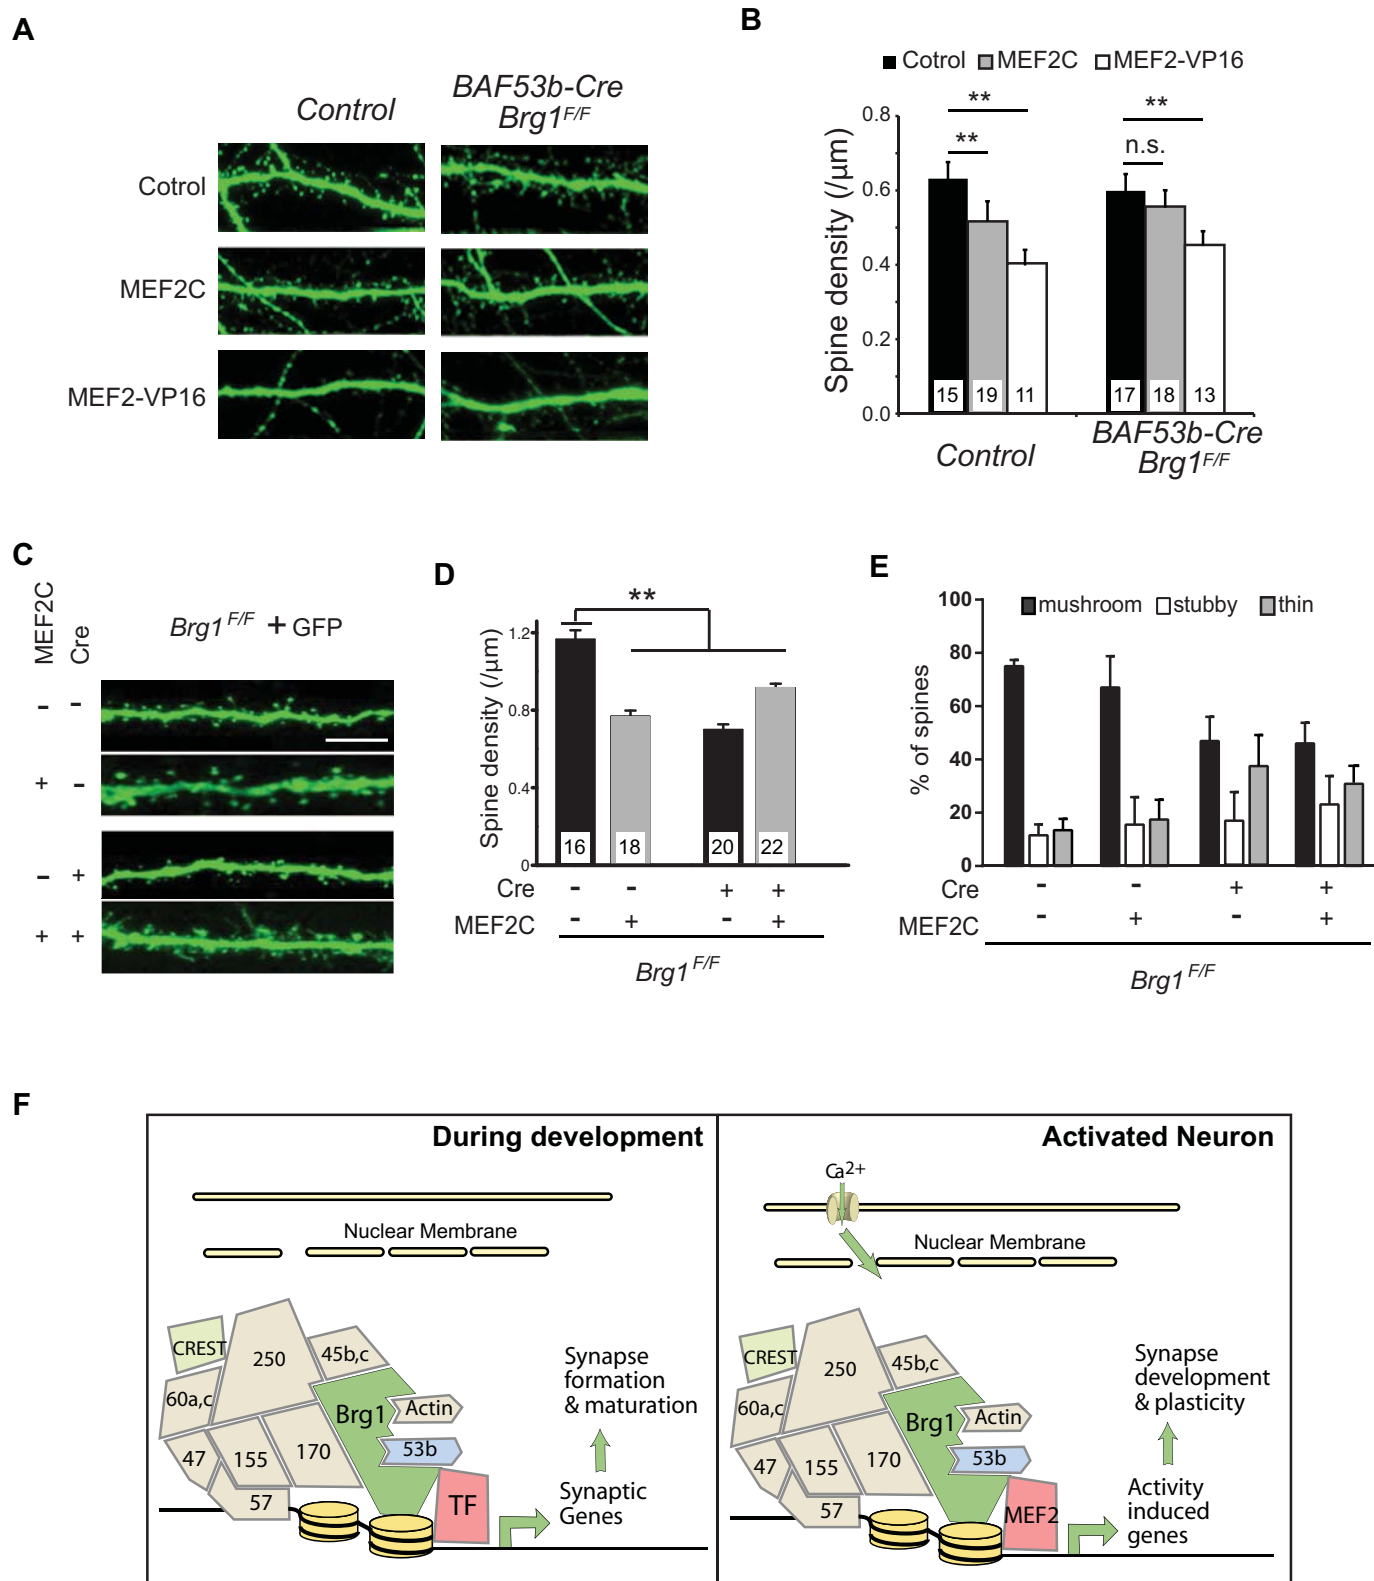 A
Control
BAF53b-Cre
Brg1F/F
Cotrol
MEF2C
MEF2-VP16
B
Cotrol MEF2C MEF2-VP16
Spine density (/μm)
0.8
0.6
0.4
0.2
0.0
**
**
**
n.s.
15 19 11 17 18 13
Control
BAF53b-Cre
Brg1F/F
C
MEF2C
Cre
Brg1 F/F + GFP
- -
+ -
- +
+ +
D
Spine density (/μm)
1.2
0.8
0.4
0
**
16 18 20 22
Cre - - + +
MEF2C - + - +
Brg1 F/F
E
% of spines
100
80
60
40
20
0
mushroom stubby thin
Cre - - + +
MEF2C - + - +
Brg1 F/F
F
During development
Nuclear Membrane
CREST
250
45b,c
60a,c
Brg1
Actin
47
155
170
53b
57
TF
Synapse
formation
& maturation
Synaptic
Genes
Activated Neuron
Ca2+
Nuclear Membrane
CREST
250
45b,c
60a,c
Brg1
Actin
47
155
170
53b
57
MEF2
Synapse
development
& plasticity
Activity
induced
genes